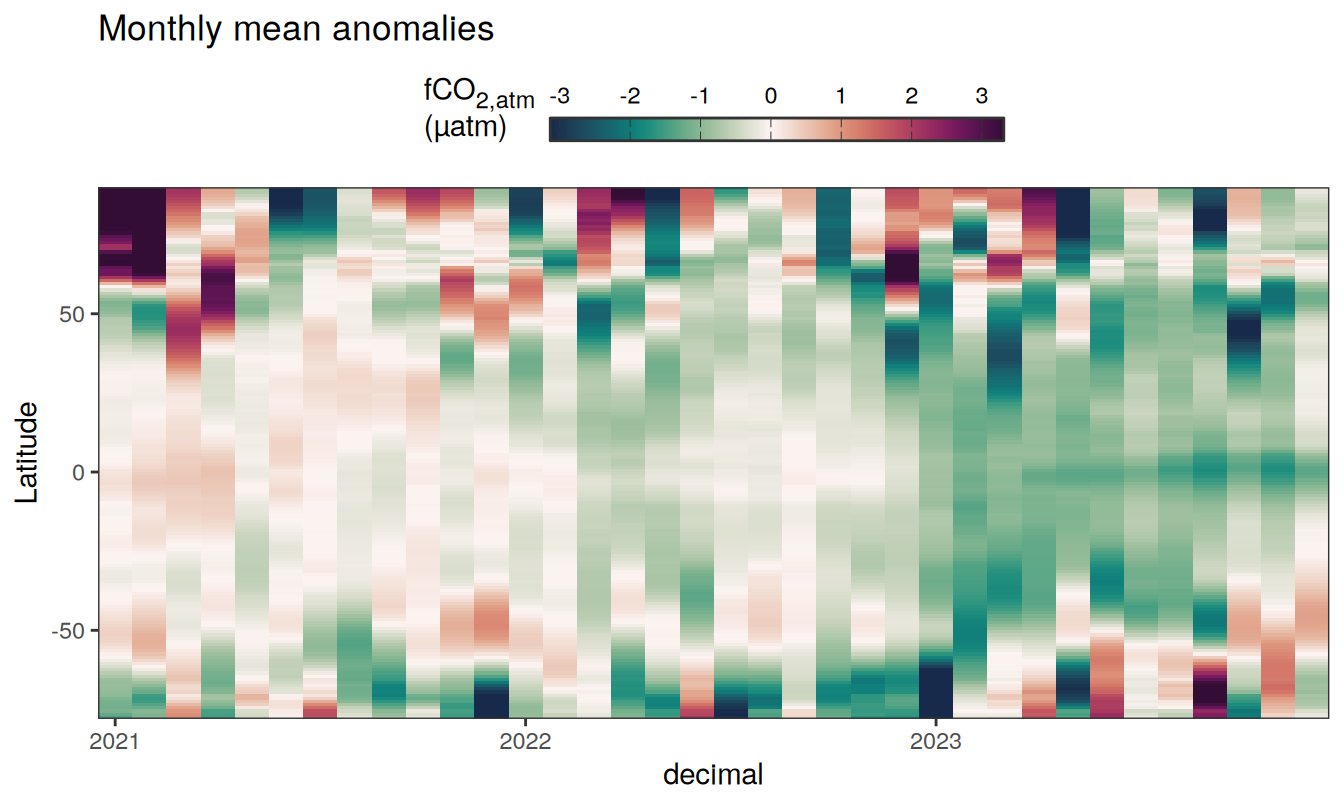 Monthly mean anomalies
fCO2,atm -3 -2 -1 0 1 2 3
(µatm)
Latitude
50
0
-50
2021 2022 2023
decimal